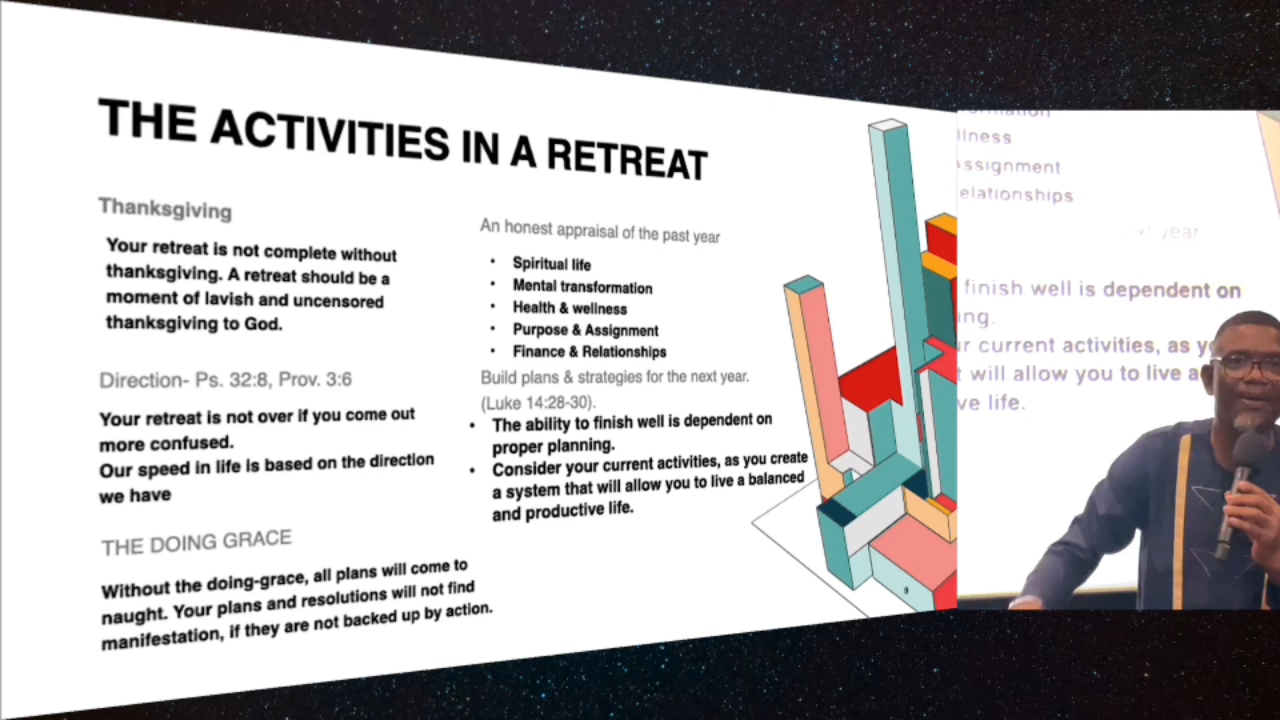 THE ACTIVITIES IN A RETREAT
Thanksgiving
Your retreat is not complete without
thanksgiving. A retreat should be a
moment of lavish and uncensored
thanksgiving to God.
Direction- Ps. 32:8, Prov. 3:6
Your retreat is not over if you come out
more confused.
Our speed in life is based on the direction
we have
THE DOING GRACE
Without the doing-grace, all plans will come to
naught. Your plans and resolutions will not find
manifestation, if they are not backed up by action.
An honest appraisal of the past year
• Spiritual life
• Mental transformation
• Health & wellness
• Purpose & Assignment
• Finance & Relationships
Build plans & strategies for the next year.
(Luke 14:28-30).
• The ability to finish well is dependent on
proper planning.
• Consider your current activities, as you create
a system that will allow you to live a balanced
and productive life.
9
llness
ssignment
elationships
year
finish well is dependent on
ing.
r current activities, as y
t will allow you to live a
ve life.